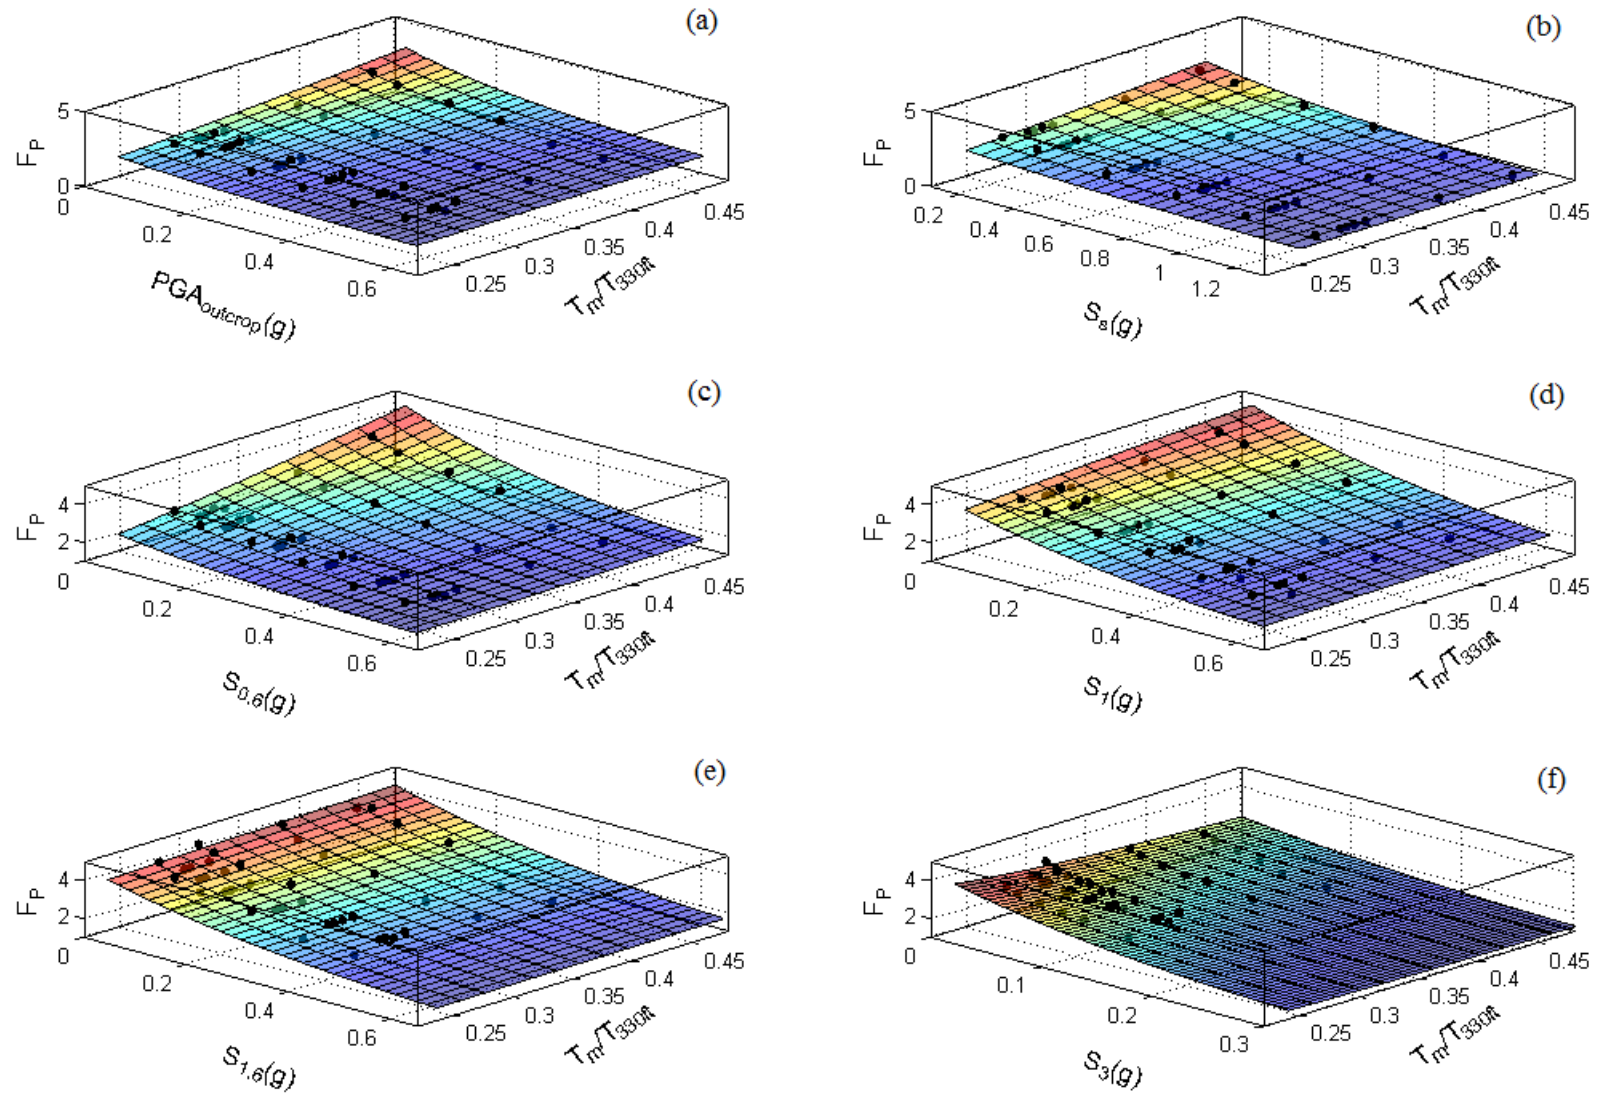 (a)
5
0
F_P
0
0.2
0.4
0.6
PGA_outcrop(g)
0.25
0.3
0.35
0.4
0.45
T_m/T_330ft
(b)
5
0
F_P
0.2
0.4
0.6
0.8
1
1.2
S_s(g)
0.25
0.3
0.35
0.4
0.45
T_m/T_330ft
(c)
4
2
F_P
0
0.2
0.4
0.6
S_0.6(g)
0.25
0.3
0.35
0.4
0.45
T_m/T_330ft
(d)
4
2
F_P
0
0.2
0.4
0.6
S_1(g)
0.25
0.3
0.35
0.4
0.45
T_m/T_330ft
(e)
4
2
F_P
0
0.2
0.4
0.6
S_1.6(g)
0.25
0.3
0.35
0.4
0.45
T_m/T_330ft
(f)
4
2
F_P
0
0.1
0.2
0.3
S_3(g)
0.25
0.3
0.35
0.4
0.45
T_m/T_330ft